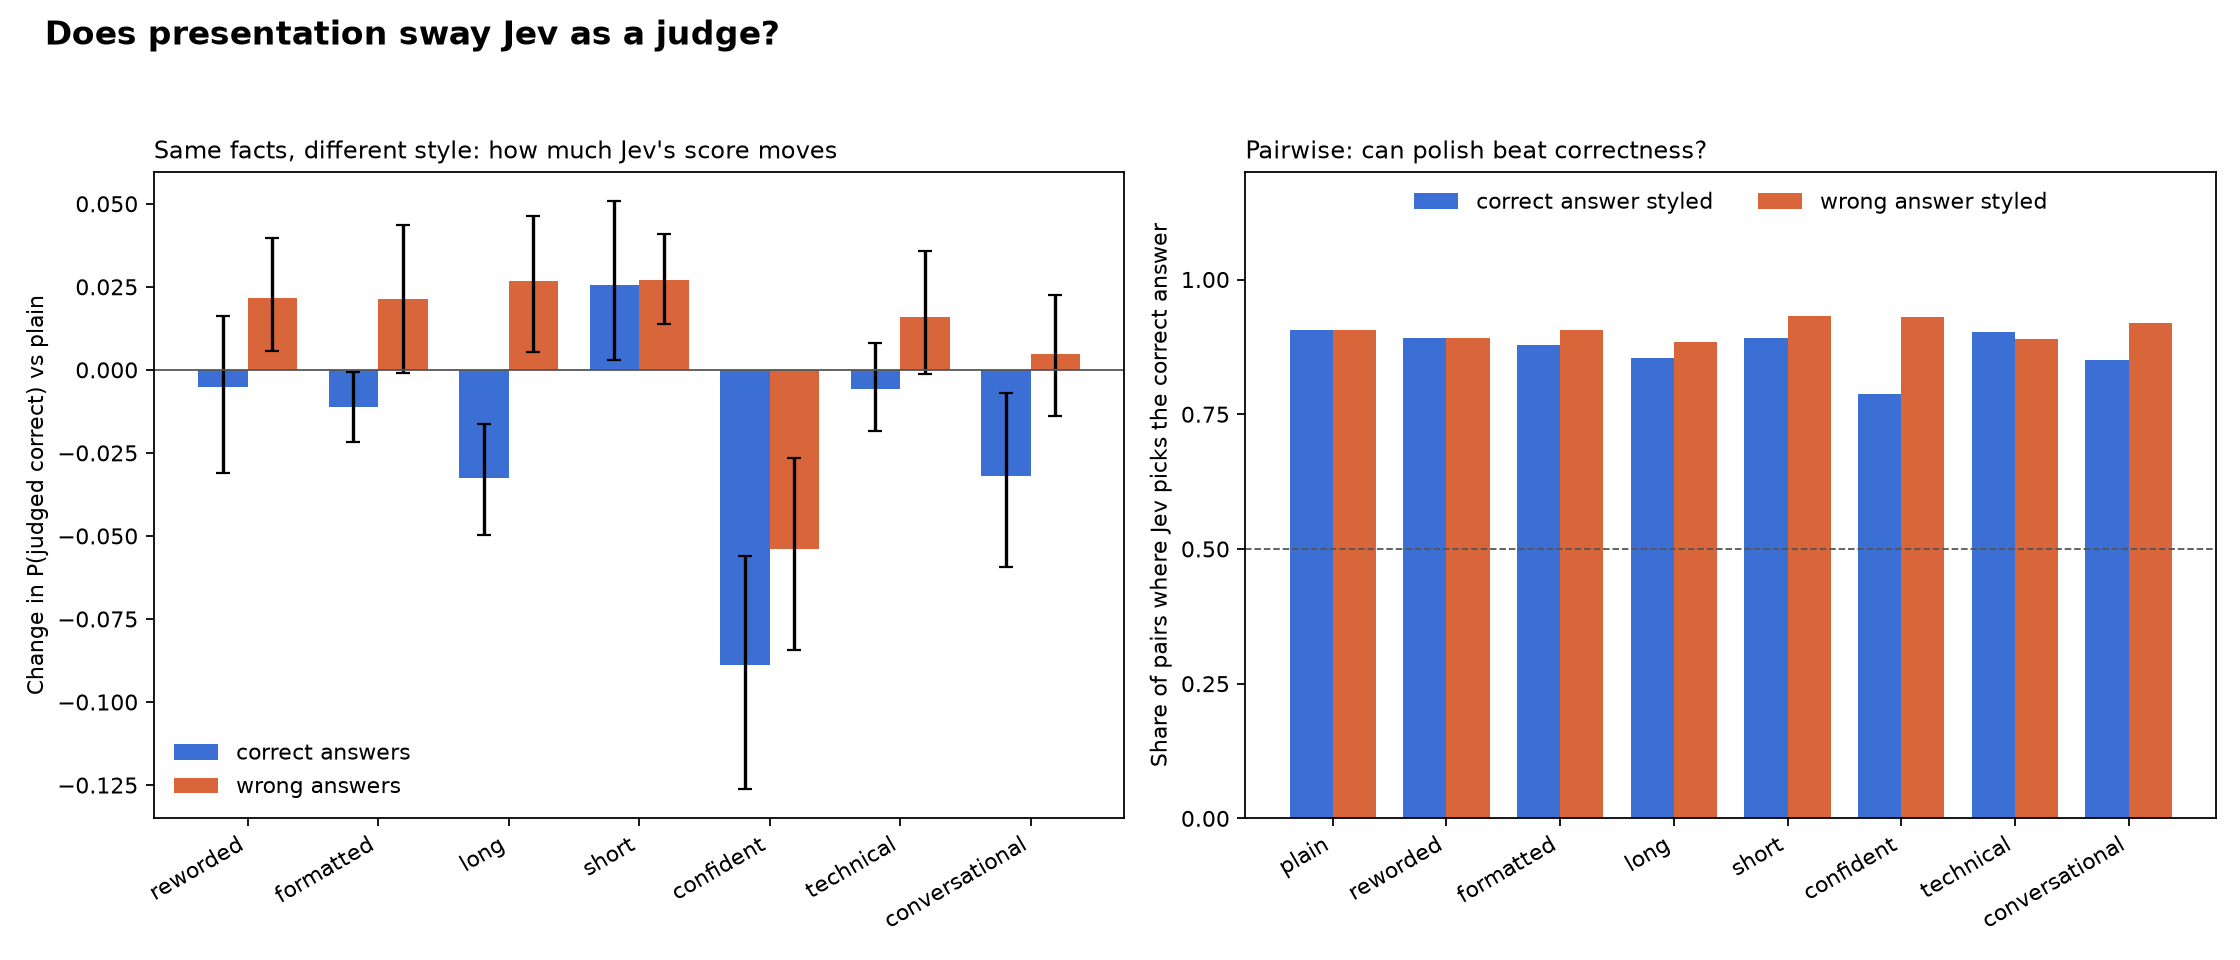 Does presentation sway Jev as a judge?
Same facts, different style: how much Jev's score moves
Change in P(judged correct) vs plain
0.050
0.025
0.000
−0.025
−0.050
−0.075
−0.100
−0.125
correct answers
wrong answers
reworded
formatted
long
short
confident
technical
conversational
Pairwise: can polish beat correctness?
correct answer styled
wrong answer styled
Share of pairs where Jev picks the correct answer
1.00
0.75
0.50
0.25
0.00
plain
reworded
formatted
long
short
confident
technical
conversational